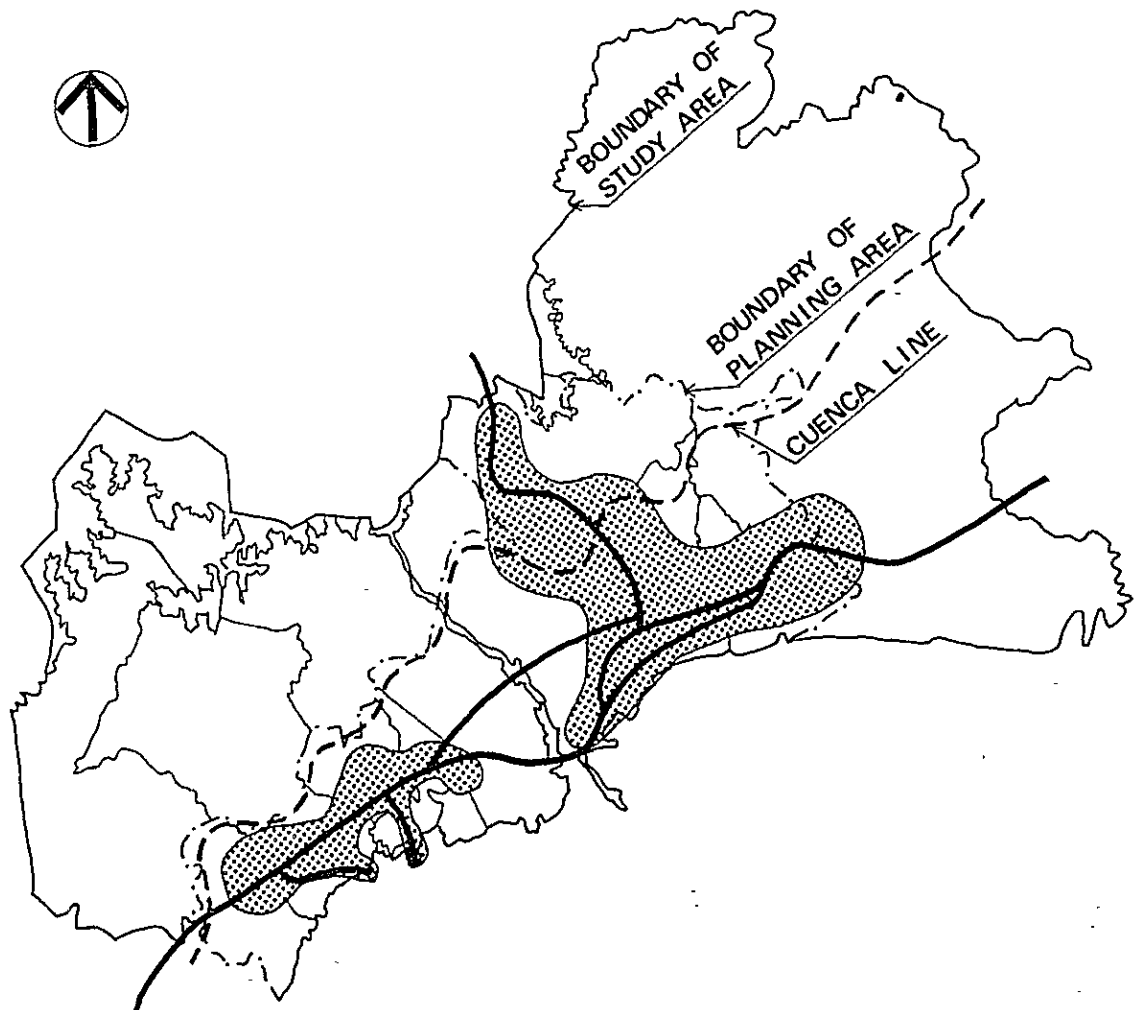 BOUNDARY OF
STUDY AREA
BOUNDARY OF
PLANNING AREA
CUENCA LINE